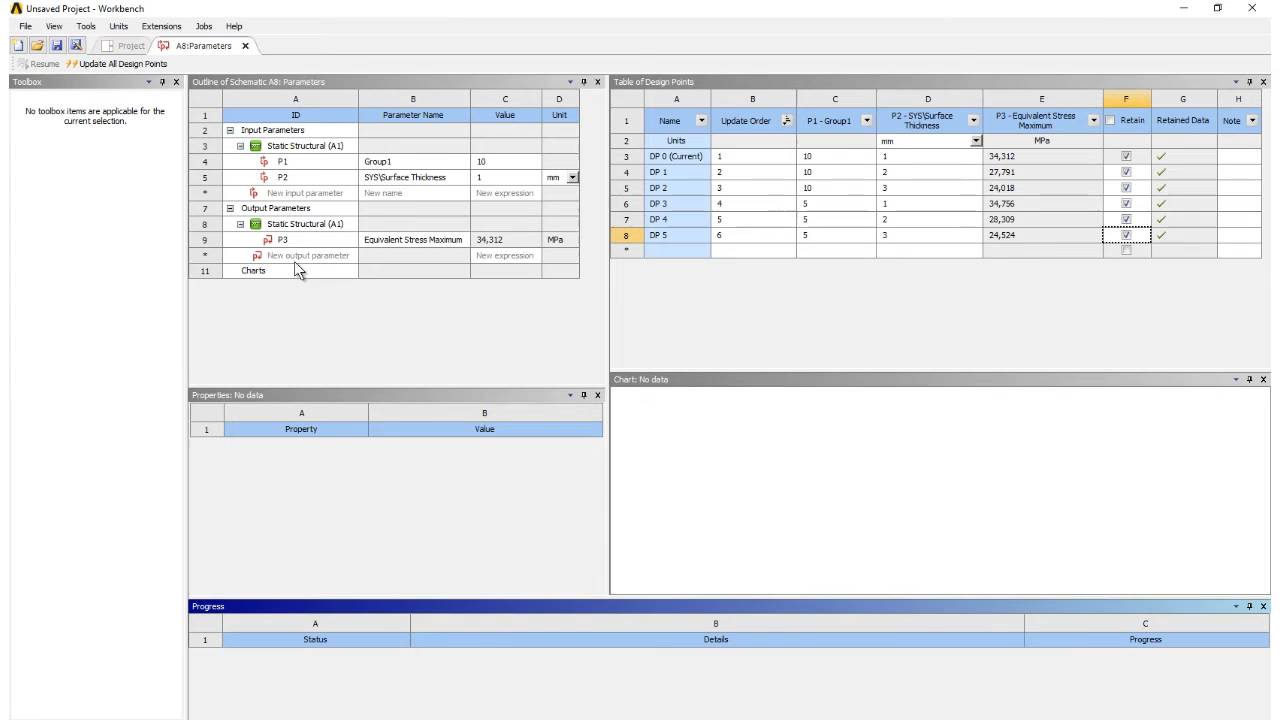 Unsaved Project - Workbench
File View Tools Units Extensions Jobs Help
Project A8:Parameters
Resume Update All Design Points
Toolbox
No toolbox items are applicable for the
current selection.
Outline of Schematic A8: Parameters
A B C D
1 ID Parameter Name Value Unit
2 Input Parameters
3 Static Structural (A1)
4 P1 Group1 10
5 P2 SYS\Surface Thickness 1 mm
* New input parameter New name New expression
7 Output Parameters
8 Static Structural (A1)
9 P3 Equivalent Stress Maximum 34,312 MPa
* New output parameter New expression
11 Charts
Properties: No data
A B
1 Property Value
Table of Design Points
A B C D E F G H
1 Name Update Order P1 - Group1 P2 - SYS\Surface Thickness P3 - Equivalent Stress Maximum Retain Retained Data Note
2 Units mm MPa
3 DP 0 (Current) 1 10 1 34,312
4 DP 1 2 10 2 27,791
5 DP 2 3 10 3 24,018
6 DP 3 4 5 1 34,756
7 DP 4 5 5 2 28,309
8 DP 5 6 5 3 24,524
*
Chart: No data
Progress
A B C
1 Status Details Progress